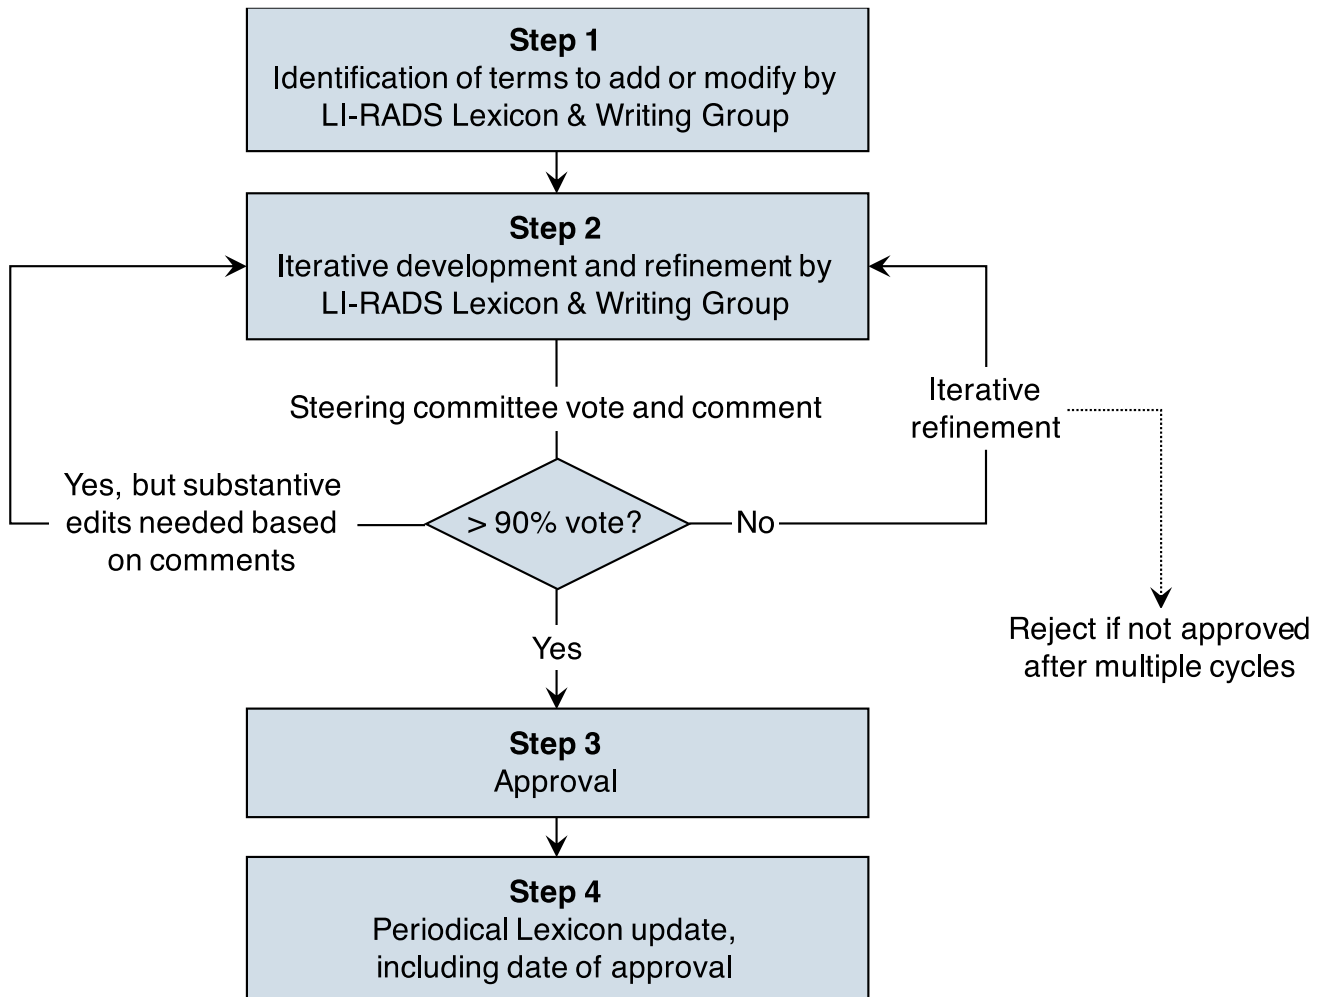 Step 1
Identification of terms to add or modify by
LI-RADS Lexicon & Writing Group
Step 2
Iterative development and refinement by
LI-RADS Lexicon & Writing Group
Steering committee vote and comment
Iterative
refinement
Yes, but substantive
edits needed based
on comments
> 90% vote?
No
Reject if not approved
after multiple cycles
Yes
Step 3
Approval
Step 4
Periodical Lexicon update,
including date of approval